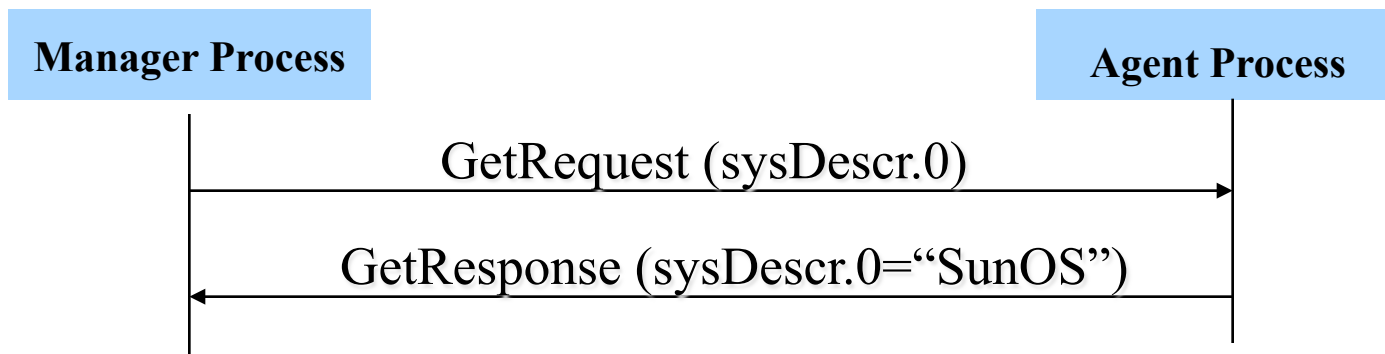 Manager Process
Agent Process
GetRequest (sysDescr.0)
GetResponse (sysDescr.0=“SunOS”)